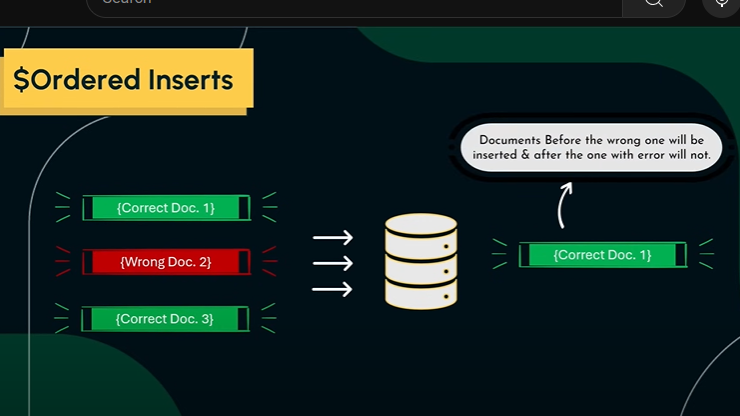 Search
$Ordered Inserts
Documents Before the wrong one will be
inserted & after the one with error will not.
{Correct Doc. 1}
{Wrong Doc. 2}
{Correct Doc. 3}
{Correct Doc. 1}